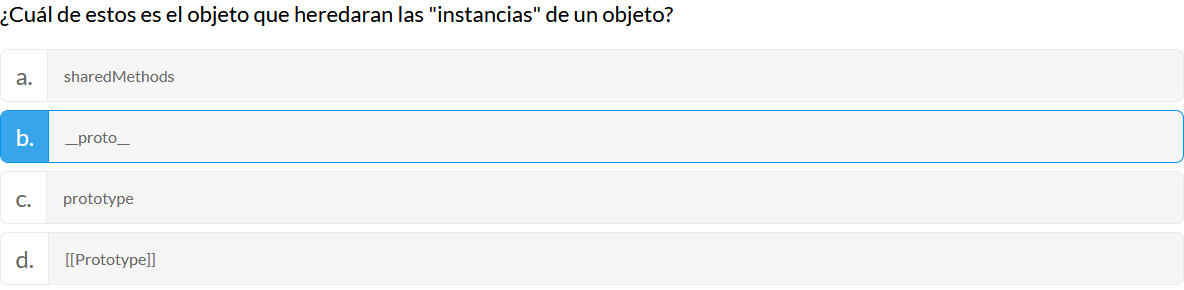 ¿Cuál de estos es el objeto que heredaran las "instancias" de un objeto?
a. sharedMethods
b. __proto__
c. prototype
d. [[Prototype]]